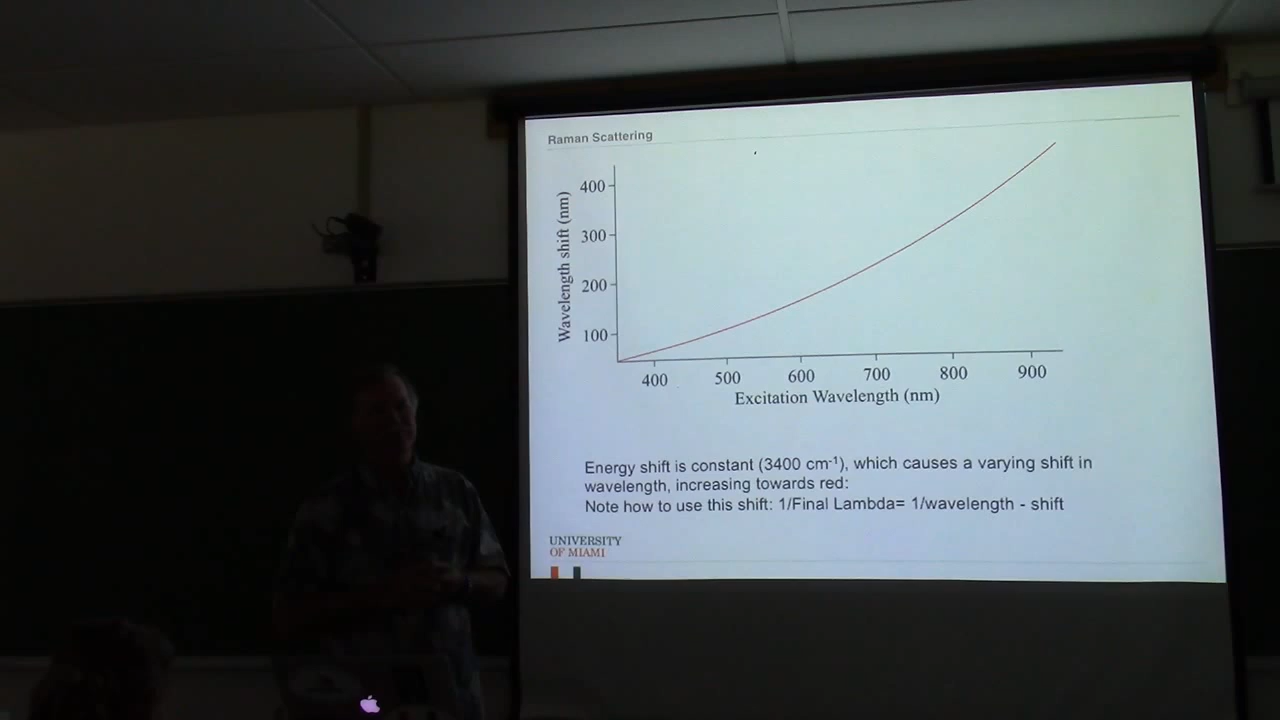 Raman Scattering
Wavelength shift (nm)
400
300
200
100
400 500 600 700 800 900
Excitation Wavelength (nm)
Energy shift is constant (3400 cm-1), which causes a varying shift in
wavelength, increasing towards red:
Note how to use this shift: 1/Final Lambda= 1/wavelength - shift
UNIVERSITY
OF MIAMI